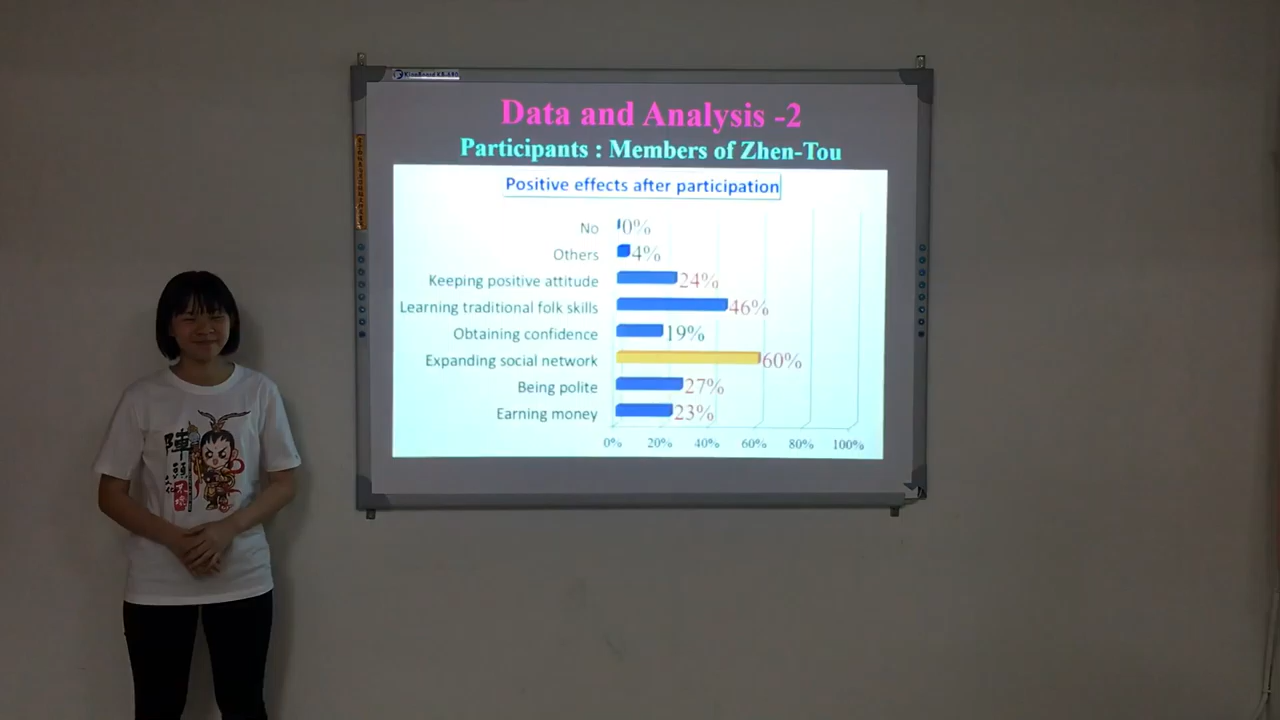 Data and Analysis -2
Participants : Members of Zhen-Tou
Positive effects after participation
No 0%
Others 4%
Keeping positive attitude 24%
Learning traditional folk skills 46%
Obtaining confidence 19%
Expanding social network 60%
Being polite 27%
Earning money 23%
0% 20% 40% 60% 80% 100%
陣